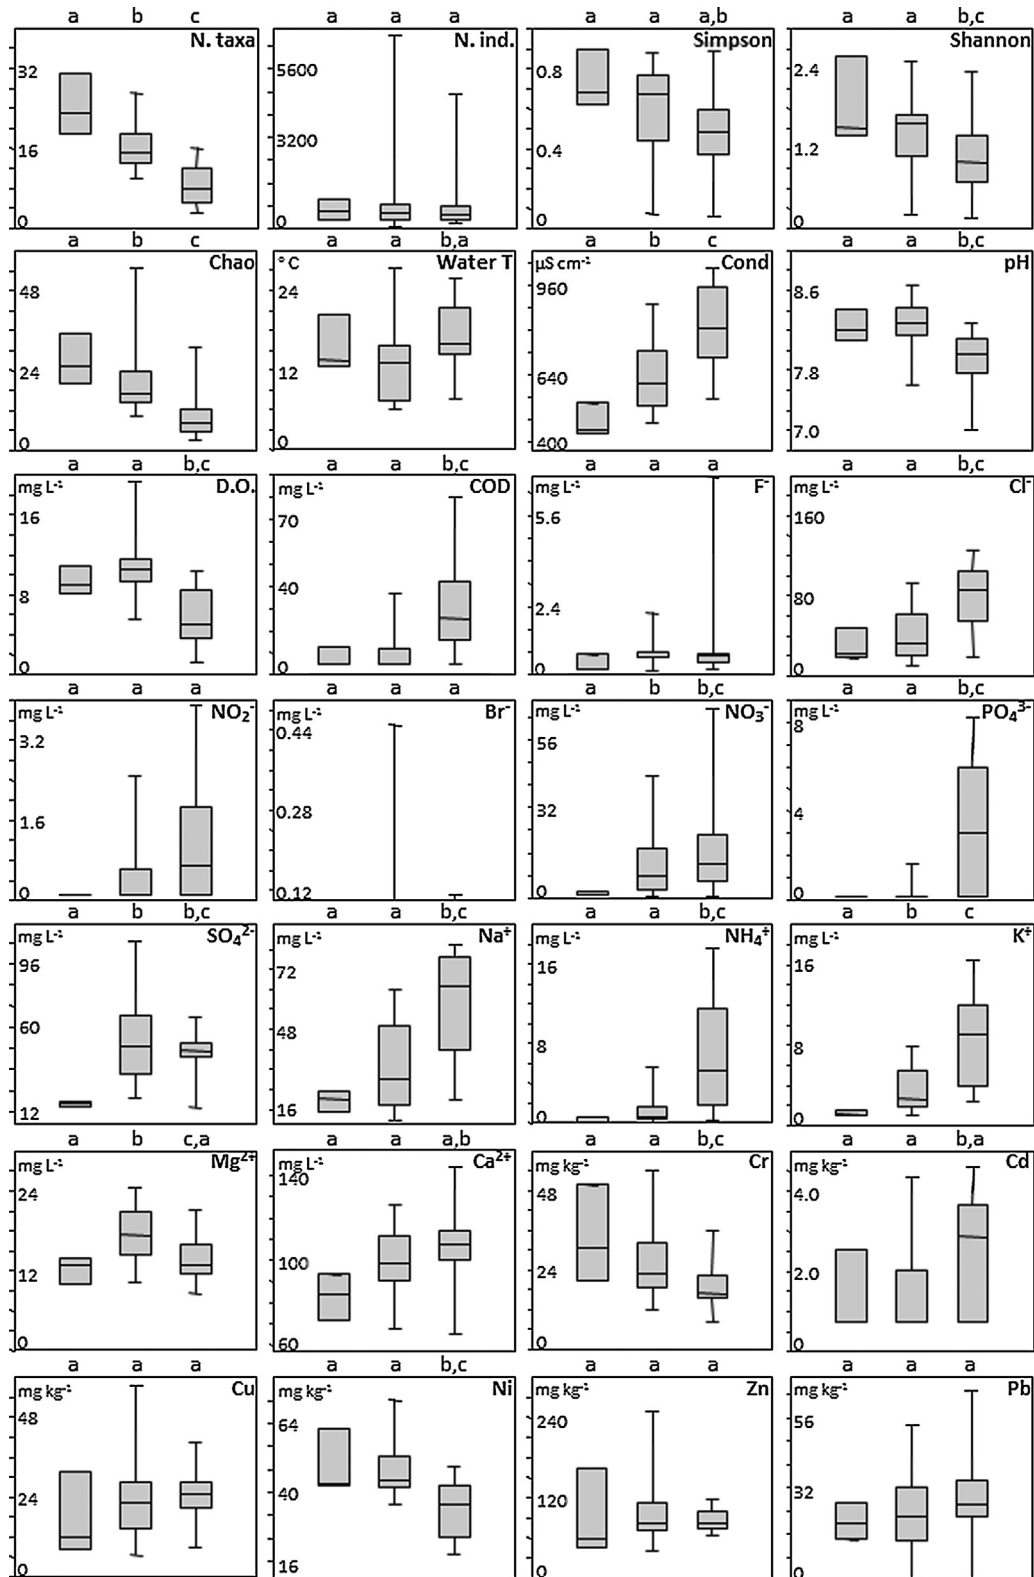 a b c a a a a a a,b a a b,c
N. taxa N. ind. Simpson Shannon
32 5600 0.8 2.4
16 3200 0.4 1.2
0 0 0 0
a b c a a b,a a b c a a b,c
Chao ° C Water T µS cm-1 Cond pH
48 24 960 8.6
24 12 640 7.8
0 0 400 7.0
a a b,c a a b,c a a a a a b,c
mg L-1 D.O. mg L-1 COD mg L-1 F- mg L-1 Cl-
16 70 5.6 160
8 40 2.4 80
0 0 0 0
a a a a a a a b b,c a a b,c
mg L-1 NO2- mg L-1 Br- mg L-1 NO3- mg L-1 PO43-
3.2 0.44 56 8
1.6 0.28 32 4
0 0.12 0 0
a b b,c a a b,c a a b,c a b c
mg L-1 SO42- mg L-1 Na+ mg L-1 NH4+ mg L-1 K+
96 72 16 16
60 48 8 8
12 16 0 0
a b c,a a a a,b a a b,c a a b,a
mg L-1 Mg2+ mg L-1 Ca2+ mg kg-1 Cr mg kg-1 Cd
24 140 48 4.0
12 100 24 2.0
0 60 0 0
a a a a a b,c a a a a a a
mg kg-1 Cu mg kg-1 Ni mg kg-1 Zn mg kg-1 Pb
48 64 240 56
24 40 120 32
0 16 0 0